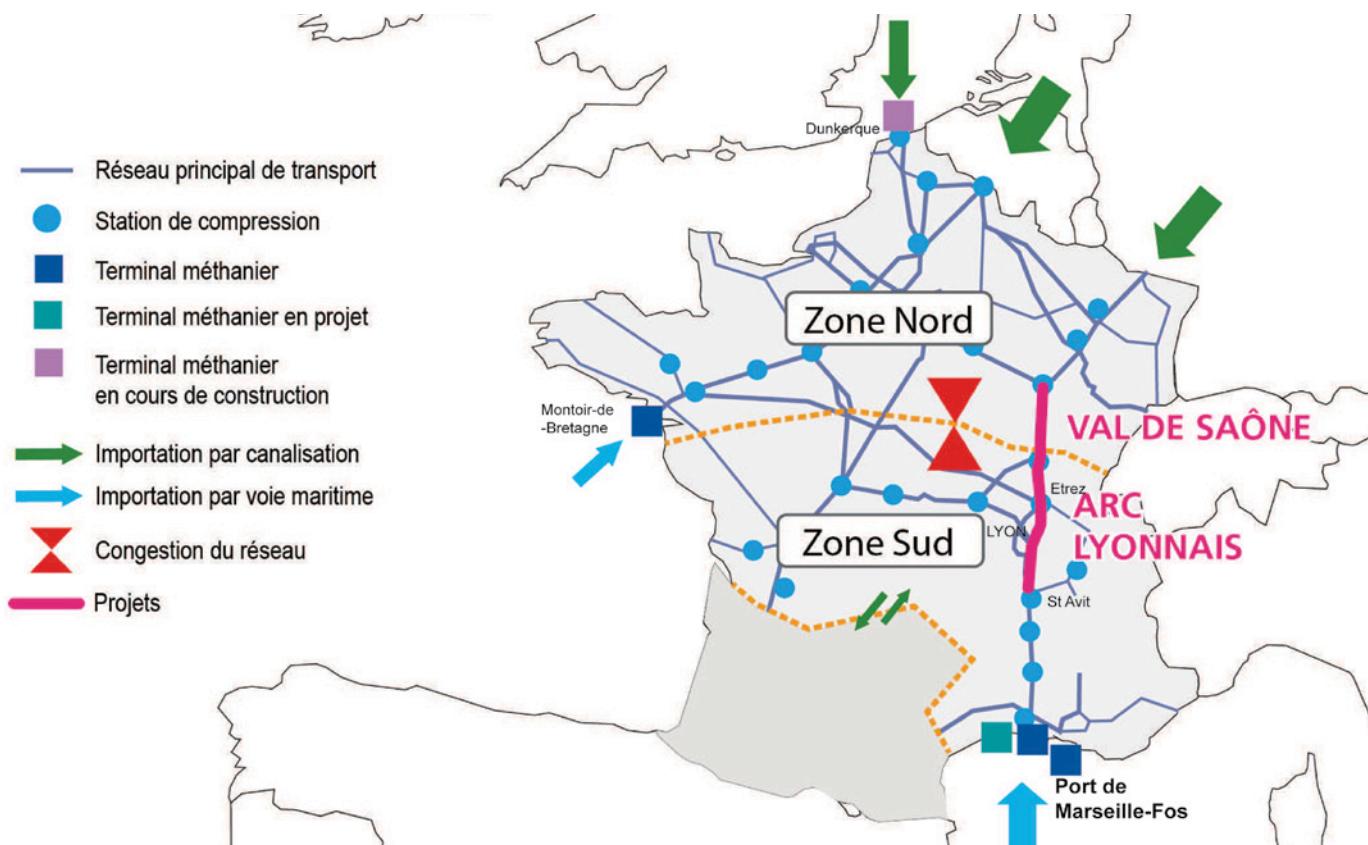 Réseau principal de transport
Station de compression
Terminal méthanier
Terminal méthanier en projet
Terminal méthanier
en cours de construction
Importation par canalisation
Importation par voie maritime
Congestion du réseau
Projets
Dunkerque
Zone Nord
Montoir-de
-Bretagne
VAL DE SAÔNE
Etrez
ARC
LYONNAIS
LYON
Zone Sud
St Avit
Port de
Marseille-Fos